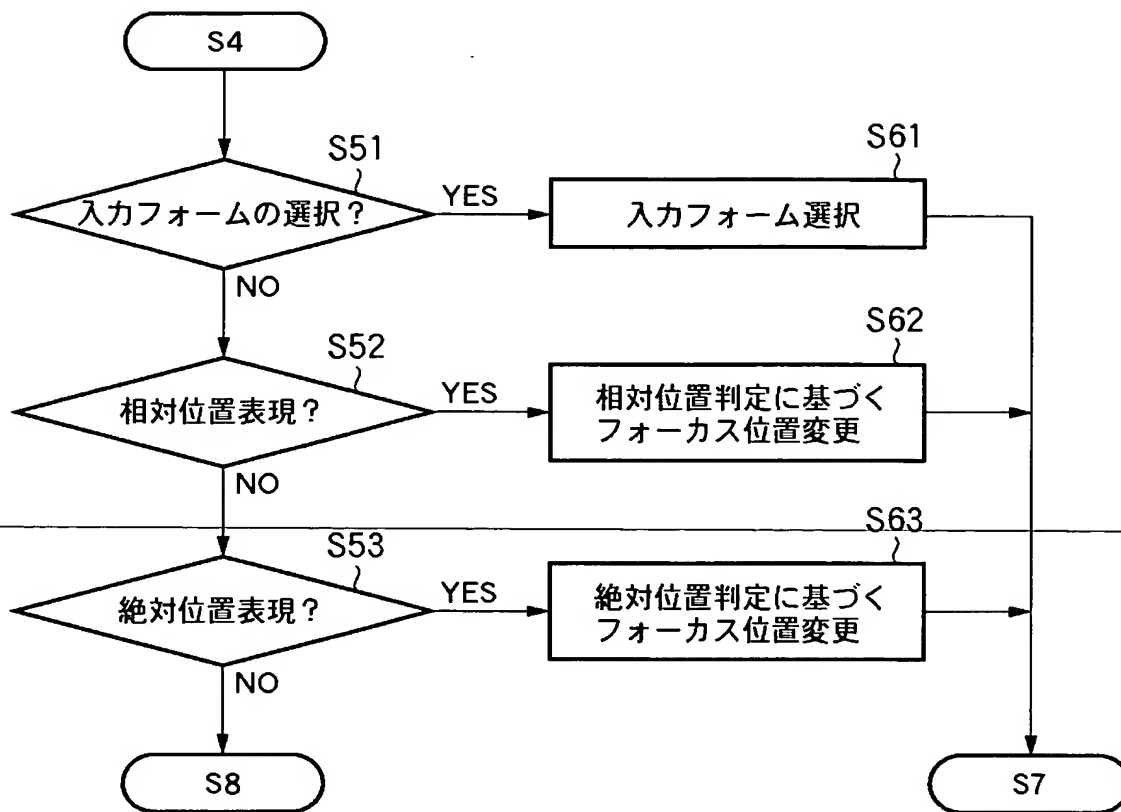 S4
S51
入力フォームの選択?
YES
S61
入力フォーム選択
NO
S52
相対位置表現?
YES
S62
相対位置判定に基づく
フォーカス位置変更
NO
S53
絶対位置表現?
YES
S63
絶対位置判定に基づく
フォーカス位置変更
NO
S8
S7